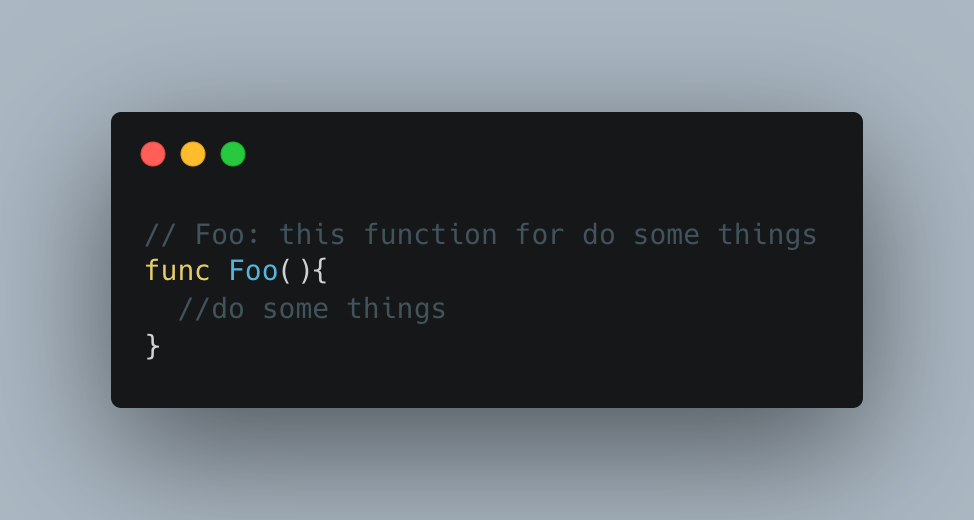 // Foo: this function for do some things
func Foo(){
  //do some things
}